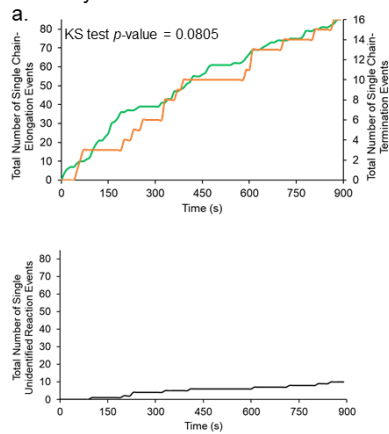 a.
KS test p-value = 0.0805
Total Number of Single Chain-
Elongation Events
80
70
60
50
40
30
20
10
0
16
14
12
10
8
6
4
2
0
Total Number of Single Chain-
Termination Events
0 150 300 450 600 750 900
Time (s)
Total Number of Single
Unidentified Reaction Events
80
70
60
50
40
30
20
10
0
0 150 300 450 600 750 900
Time (s)